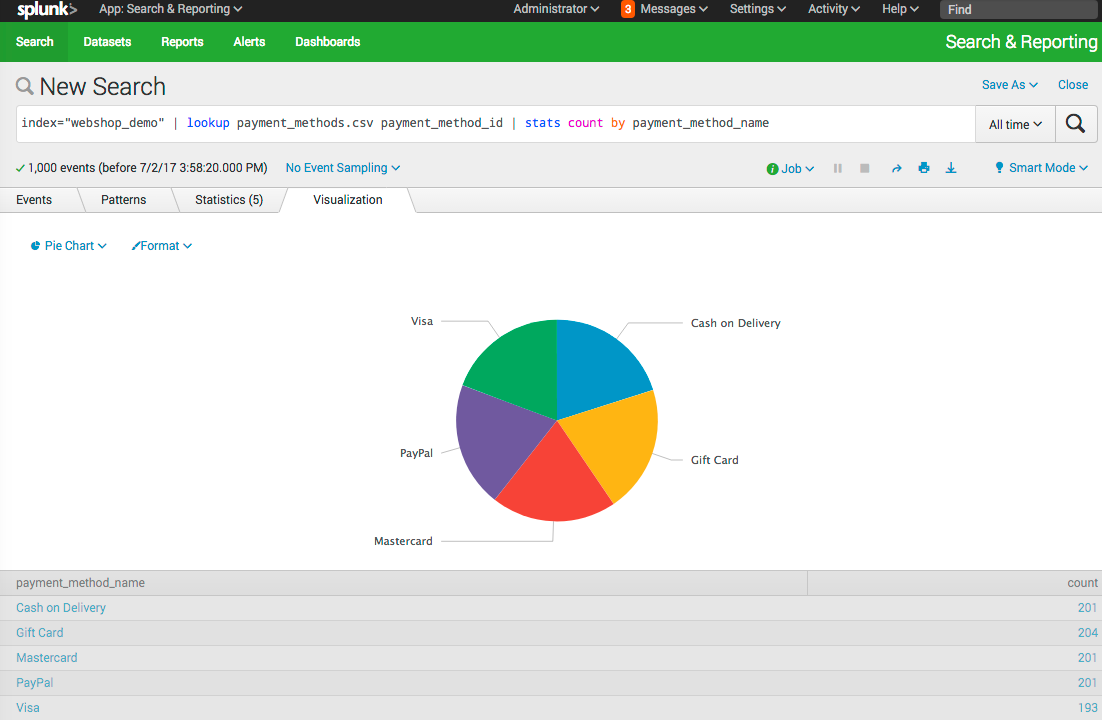 splunk> App: Search & Reporting Administrator 3 Messages Settings Activity Help Find
Search Datasets Reports Alerts Dashboards Search & Reporting
New Search Save As Close
index="webshop_demo" | lookup payment_methods.csv payment_method_id | stats count by payment_method_name All time
1,000 events (before 7/2/17 3:58:20.000 PM) No Event Sampling i Job Smart Mode
Events Patterns Statistics (5) Visualization
Pie Chart Format
Visa Cash on Delivery
PayPal Gift Card
Mastercard
payment_method_name count
Cash on Delivery 201
Gift Card 204
Mastercard 201
PayPal 201
Visa 193